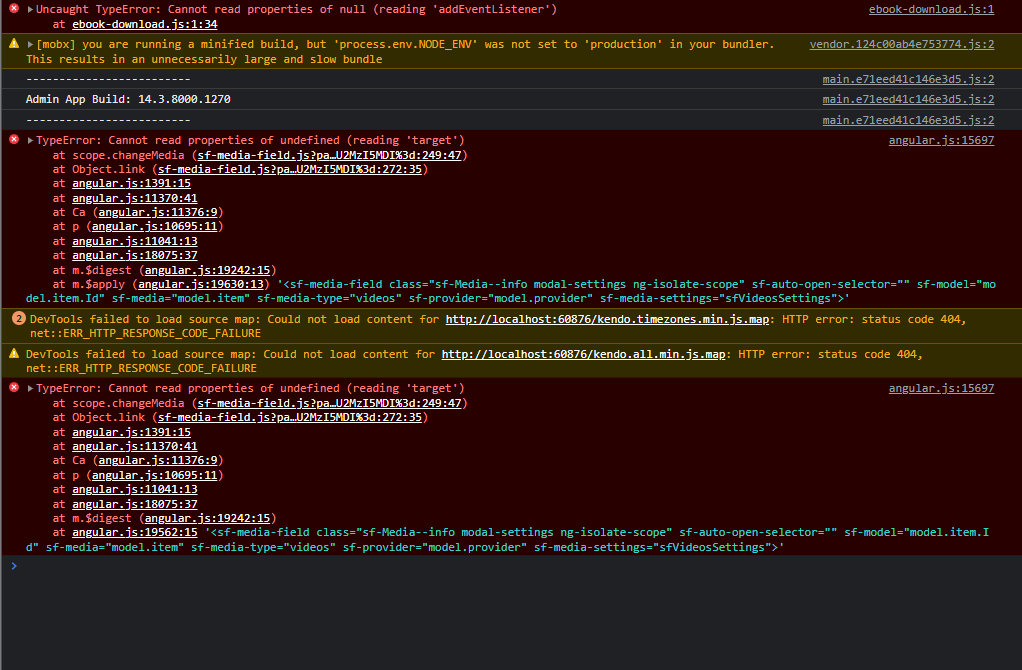 Uncaught TypeError: Cannot read properties of null (reading 'addEventListener') ebook-download.js:1
at ebook-download.js:1:34
[mobx] you are running a minified build, but 'process.env.NODE_ENV' was not set to 'production' in your bundler. vendor.124c00ab4e753774.js:2
This results in an unnecessarily large and slow bundle
------------------------- main.e71eed41c146e3d5.js:2
Admin App Build: 14.3.8000.1270 main.e71eed41c146e3d5.js:2
------------------------- main.e71eed41c146e3d5.js:2
TypeError: Cannot read properties of undefined (reading 'target') angular.js:15697
at scope.changeMedia (sf-media-field.js?pa…U2MzI5MDI%3d:249:47)
at Object.link (sf-media-field.js?pa…U2MzI5MDI%3d:272:35)
at angular.js:1391:15
at angular.js:11370:41
at Ca (angular.js:11376:9)
at p (angular.js:10695:11)
at angular.js:11041:13
at angular.js:18075:37
at m.$digest (angular.js:19242:15)
at m.$apply (angular.js:19630:13) '<sf-media-field class="sf-Media--info modal-settings ng-isolate-scope" sf-auto-open-selector="" sf-model="mo
del.item.Id" sf-media="model.item" sf-media-type="videos" sf-provider="model.provider" sf-media-settings="sfVideosSettings">'
2 DevTools failed to load source map: Could not load content for http://localhost:60876/kendo.timezones.min.js.map: HTTP error: status code 404,
net::ERR_HTTP_RESPONSE_CODE_FAILURE
DevTools failed to load source map: Could not load content for http://localhost:60876/kendo.all.min.js.map: HTTP error: status code 404,
net::ERR_HTTP_RESPONSE_CODE_FAILURE
TypeError: Cannot read properties of undefined (reading 'target') angular.js:15697
at scope.changeMedia (sf-media-field.js?pa…U2MzI5MDI%3d:249:47)
at Object.link (sf-media-field.js?pa…U2MzI5MDI%3d:272:35)
at angular.js:1391:15
at angular.js:11370:41
at Ca (angular.js:11376:9)
at p (angular.js:10695:11)
at angular.js:11041:13
at angular.js:18075:37
at m.$digest (angular.js:19242:15)
at angular.js:19562:15 '<sf-media-field class="sf-Media--info modal-settings ng-isolate-scope" sf-auto-open-selector="" sf-model="model.item.I
d" sf-media="model.item" sf-media-type="videos" sf-provider="model.provider" sf-media-settings="sfVideosSettings">'